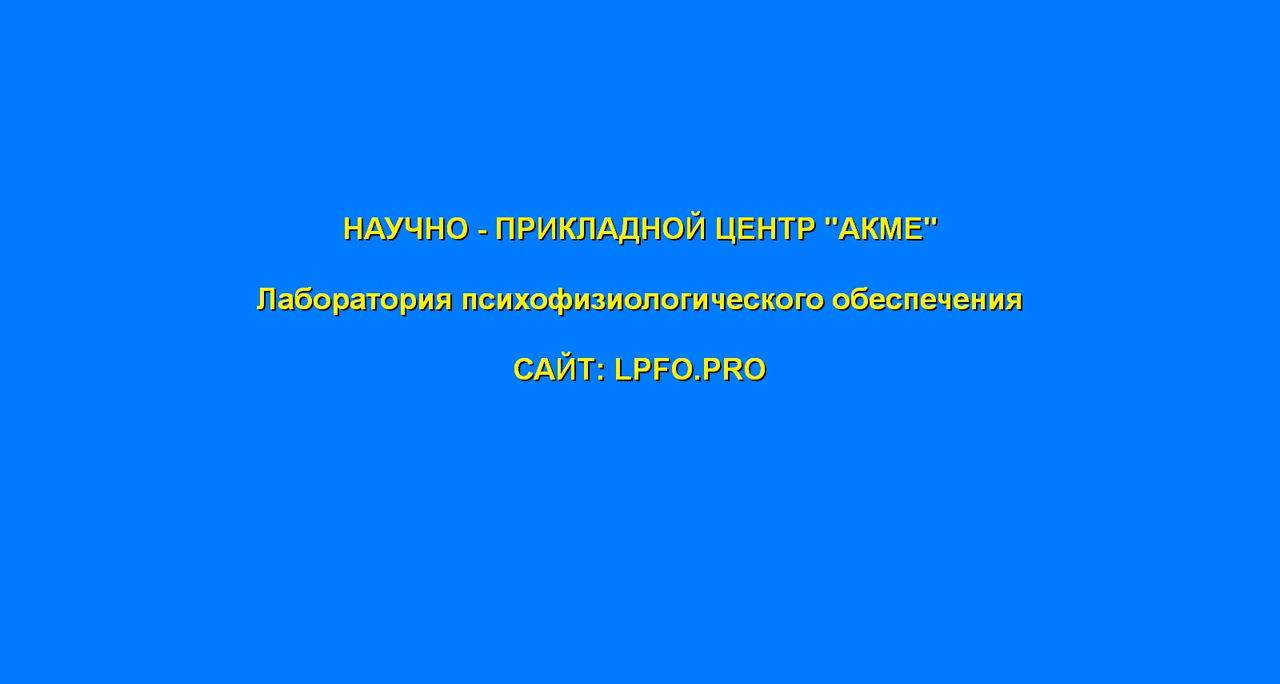 НАУЧНО - ПРИКЛАДНОЙ ЦЕНТР "АКМЕ"
Лаборатория психофизиологического обеспечения
САЙТ: LPFO.PRO